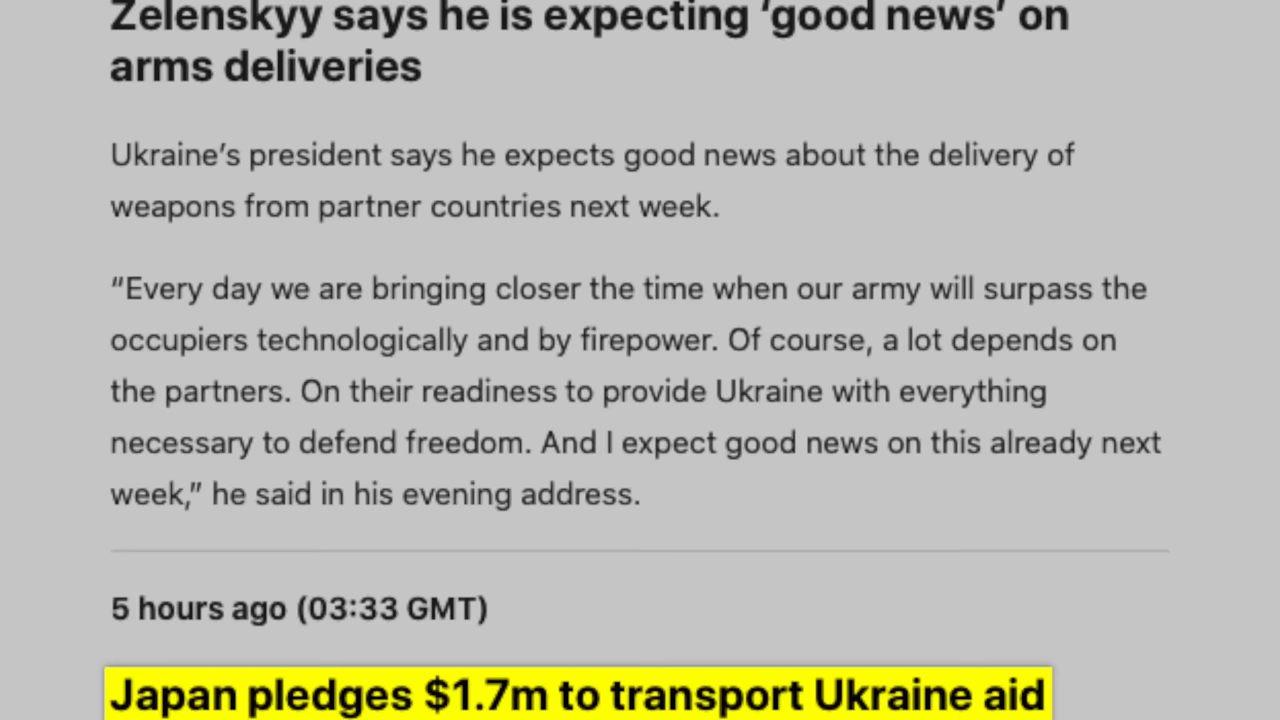 Zelenskyy says he is expecting ‘good news’ on
arms deliveries
Ukraine’s president says he expects good news about the delivery of
weapons from partner countries next week.
“Every day we are bringing closer the time when our army will surpass the
occupiers technologically and by firepower. Of course, a lot depends on
the partners. On their readiness to provide Ukraine with everything
necessary to defend freedom. And I expect good news on this already next
week,” he said in his evening address.
5 hours ago (03:33 GMT)
Japan pledges $1.7m to transport Ukraine aid